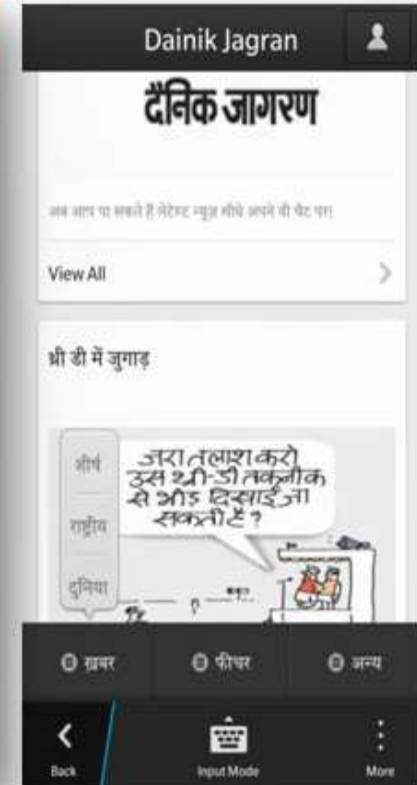 Dainik Jagran
दैनिक जागरण
अब आप पा सकते हैं लेटेस्ट न्यूज़ सीधे अपने बी चैट पर!
View All
थ्री डी में जुगाड़
शीर्ष
राष्ट्रीय
दुनिया
जरा तलाश करो
उस थ्री-डी तकनीक
से भीड़ दिखाई जा
सकती है ?
ख़बर
फीचर
अन्य
Back
Input Mode
More